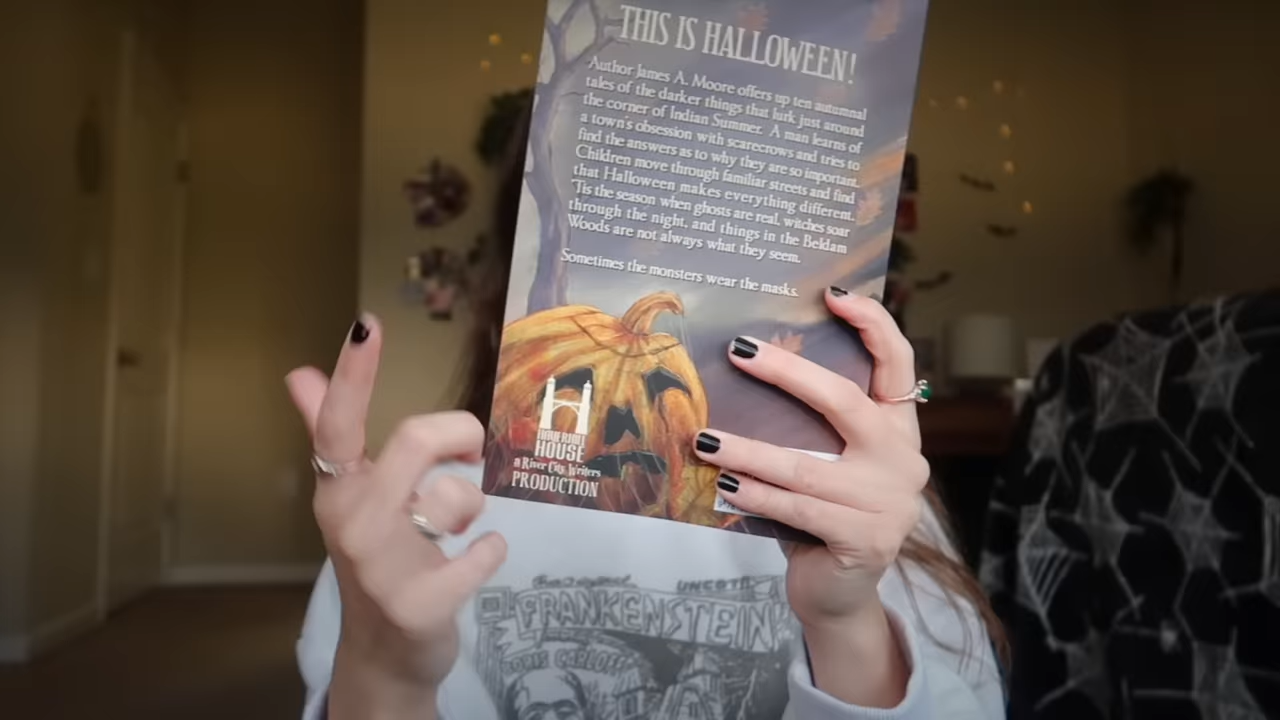 THIS IS HALLOWEEN!
Author James A. Moore offers up ten autumnal
tales of the darker things that lurk just around
the corner of Indian Summer. A man learns of
a town's obsession with scarecrows and tries to
find the answers as to why they are so important.
Children move through familiar streets and find
that Halloween makes everything different.
'Tis the season when ghosts are real, witches soar
through the night, and things in the Beldam
Woods are not always what they seem.
Sometimes the monsters wear the masks.
HOUSE
a River City Writers
PRODUCTION
FRANKENSTEIN
BORIS KARLOFF